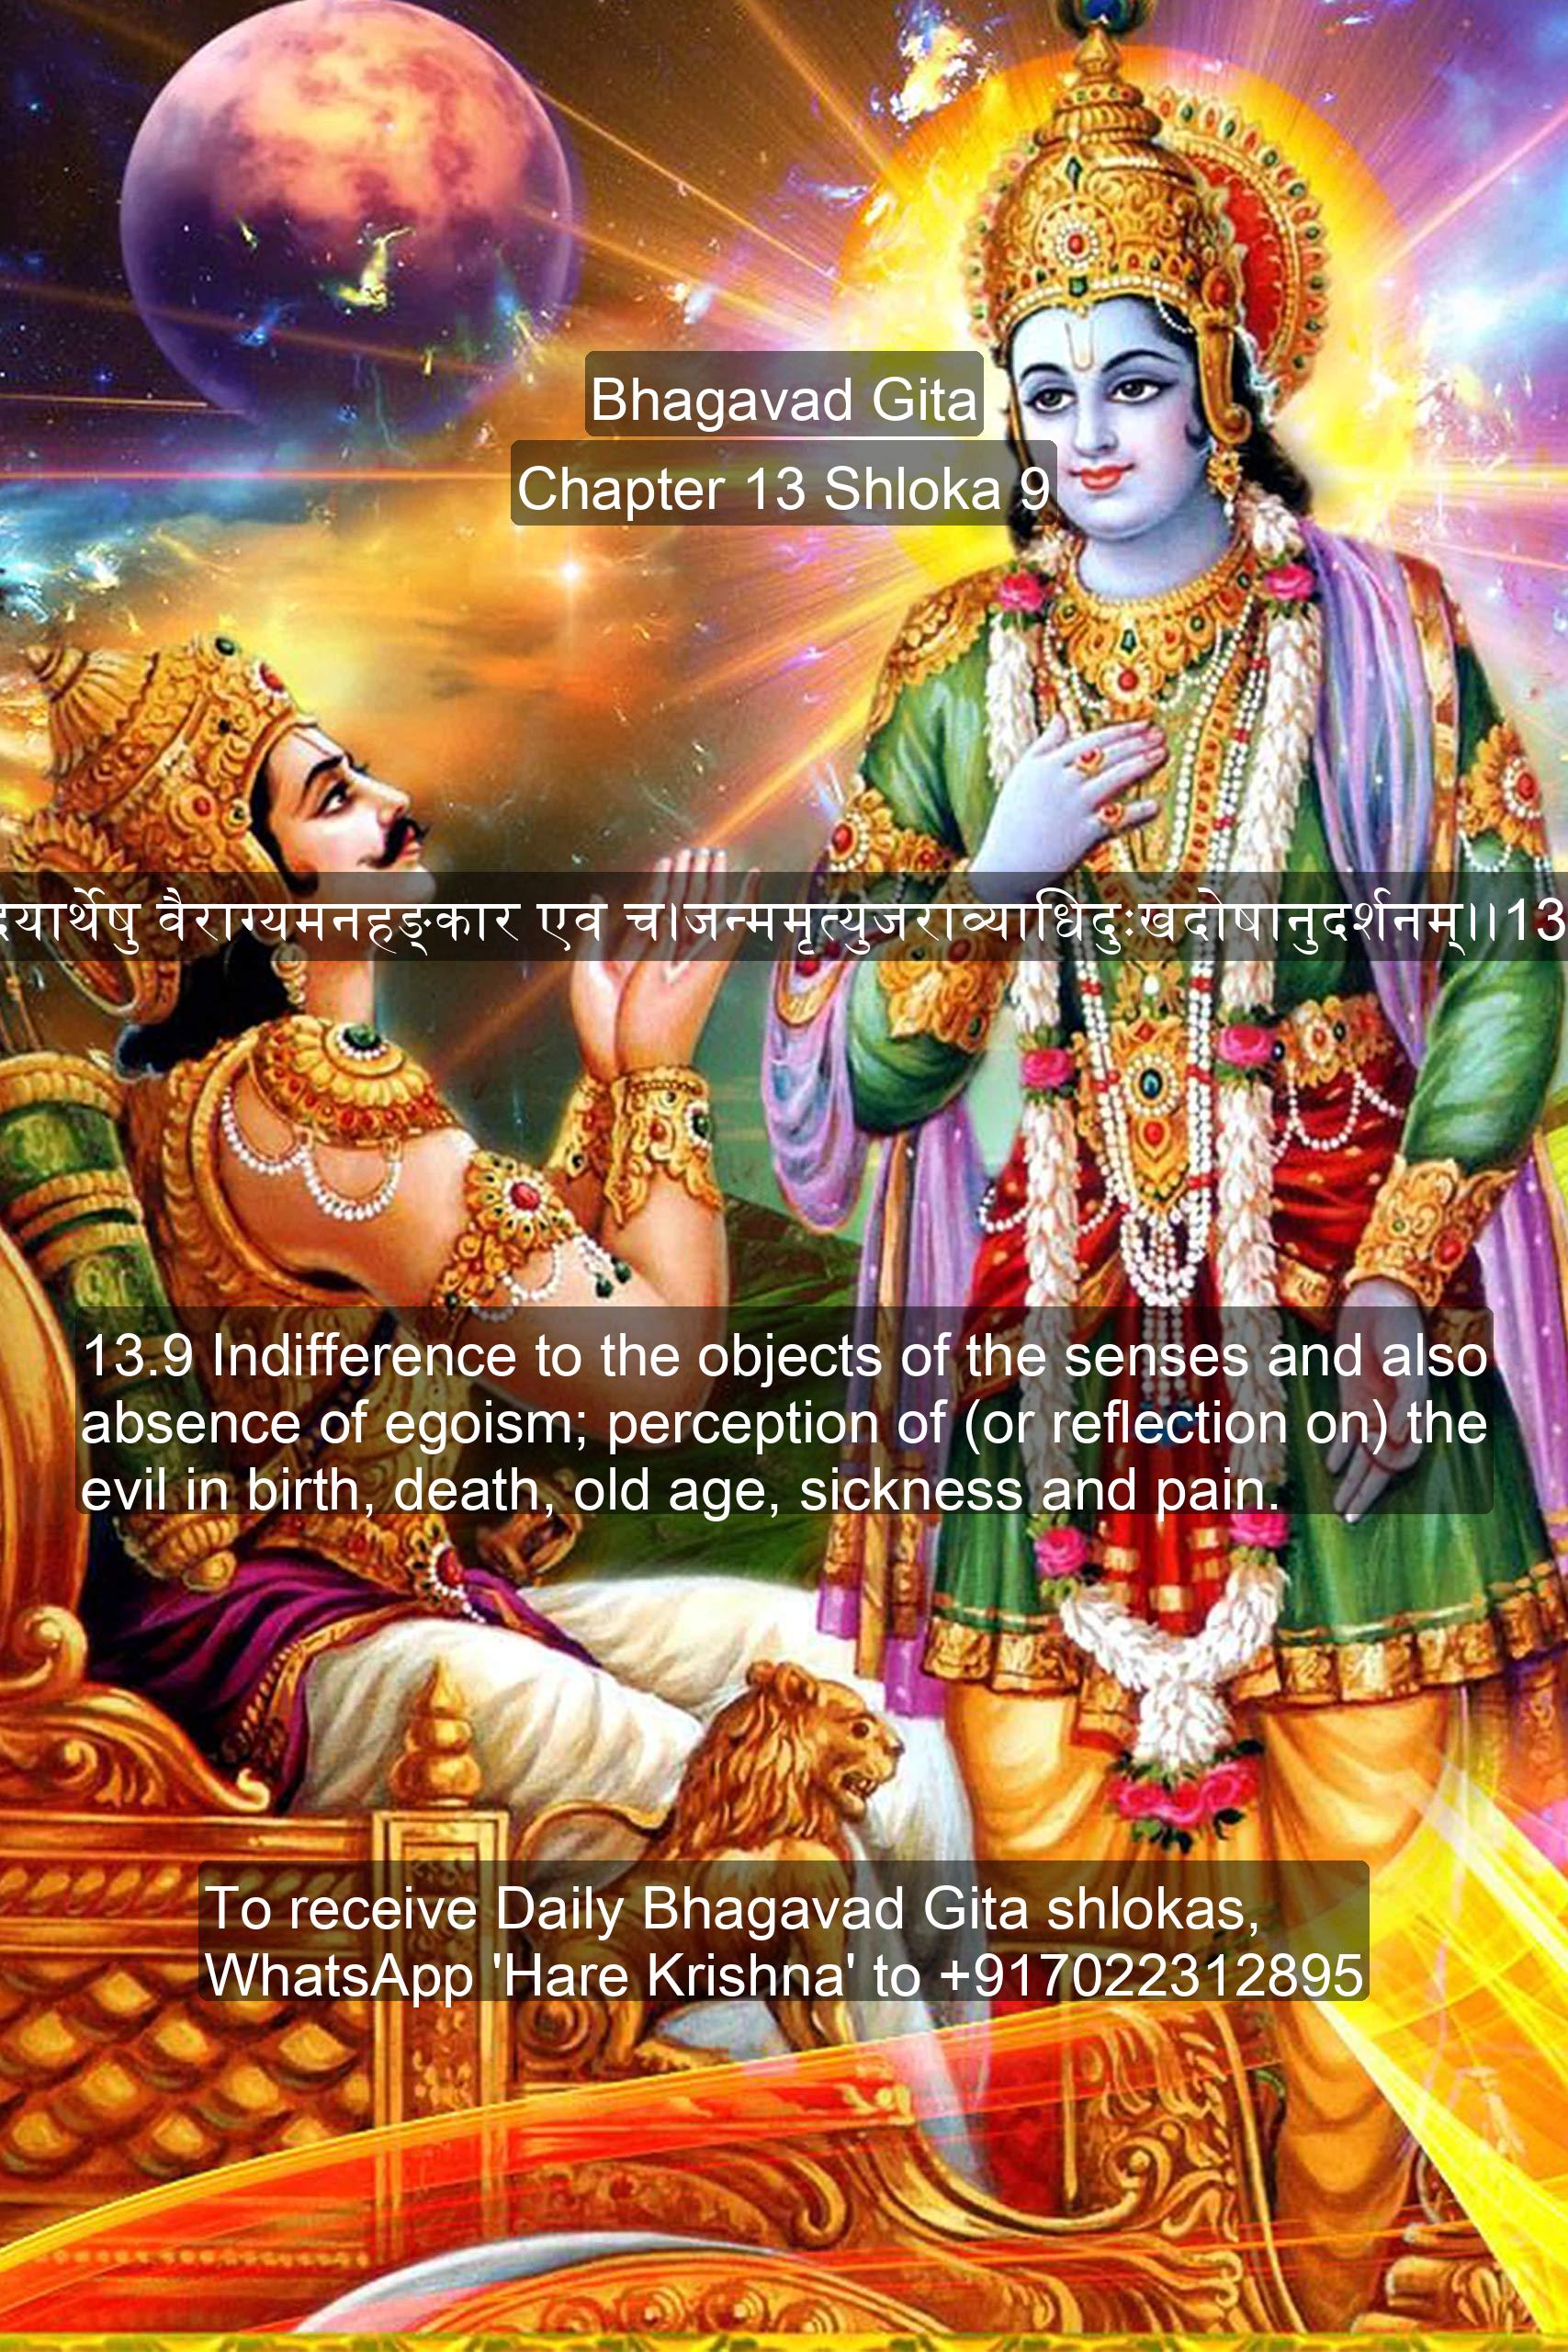 Bhagavad Gita
Chapter 13 Shloka 9
वैराग्यमनहङ्कार एव च।जन्ममृत्युजराव्याधिदुःखदोषानुदर्शनम्।।13
13.9 Indifference to the objects of the senses and also
absence of egoism; perception of (or reflection on) the
evil in birth, death, old age, sickness and pain.
To receive Daily Bhagavad Gita shlokas,
WhatsApp 'Hare Krishna' to +917022312895